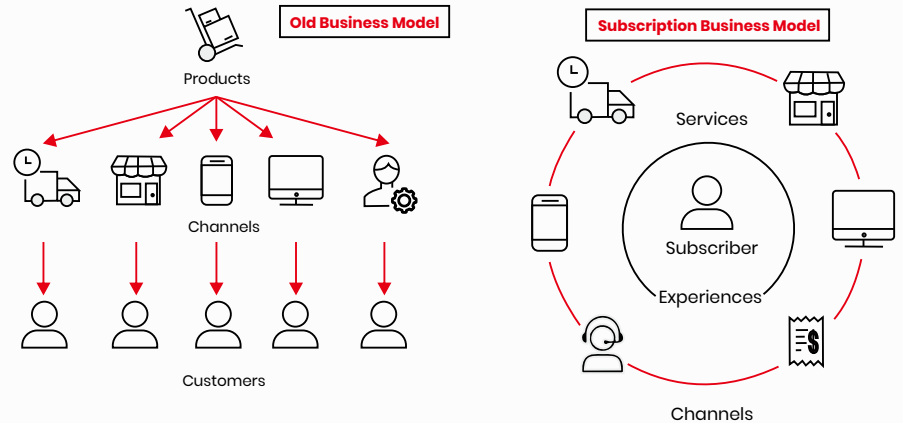 Old Business Model
Products
Channels
Customers
Subscription Business Model
Services
Subscriber
Experiences
$
Channels